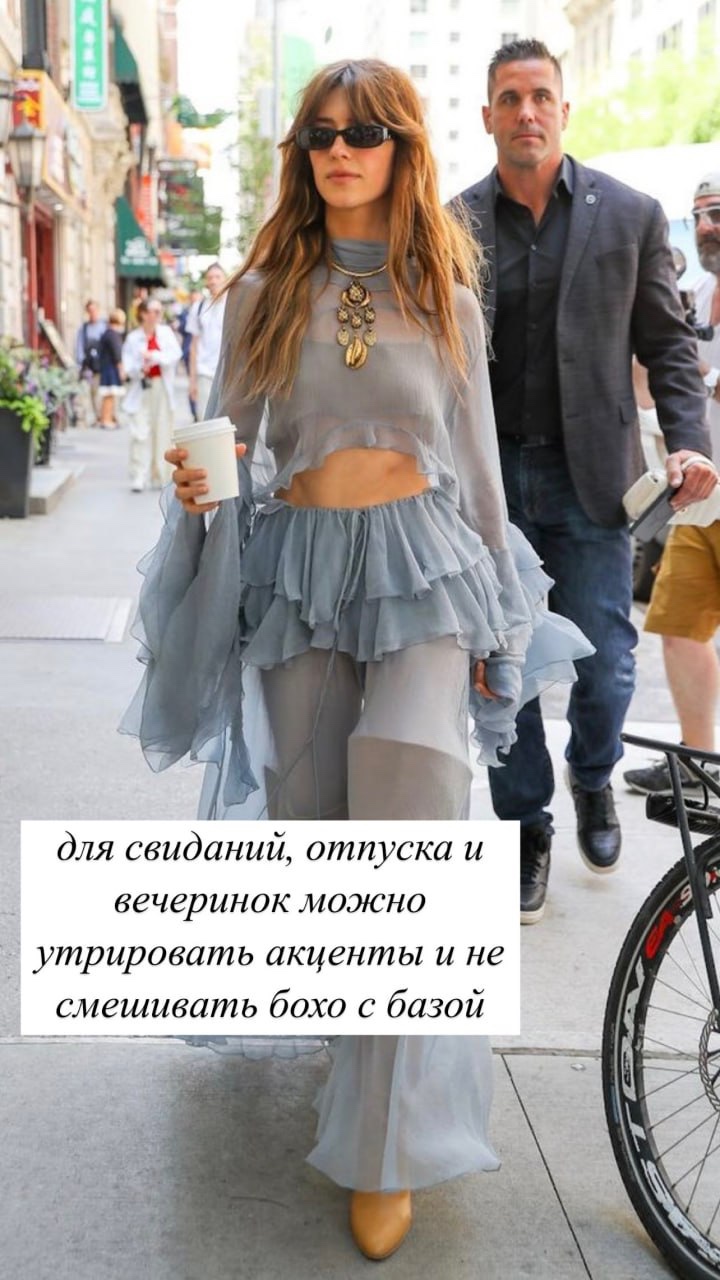 для свиданий, отпуска и
вечеринок можно
утрировать акценты и не
смешивать бохо с базой